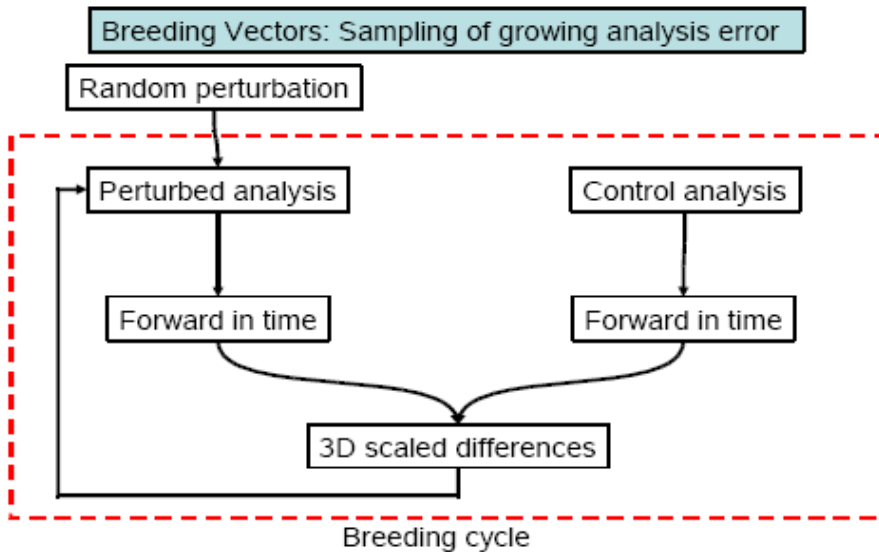 Breeding Vectors: Sampling of growing analysis error
Random perturbation
Perturbed analysis
Control analysis
Forward in time
Forward in time
3D scaled differences
Breeding cycle